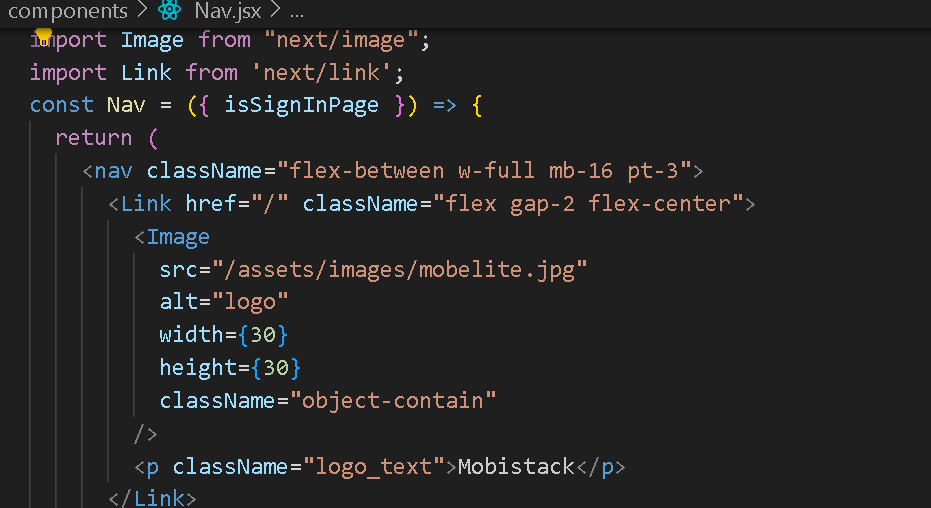 components > Nav.jsx > ...
import Image from "next/image";
import Link from 'next/link';
const Nav = ({ isSignInPage }) => {
return (
<nav className="flex-between w-full mb-16 pt-3">
<Link href="/" className="flex gap-2 flex-center">
<Image
src="/assets/images/mobelite.jpg"
alt="logo"
width={30}
height={30}
className="object-contain"
/>
<p className="logo_text">Mobistack</p>
</Link>